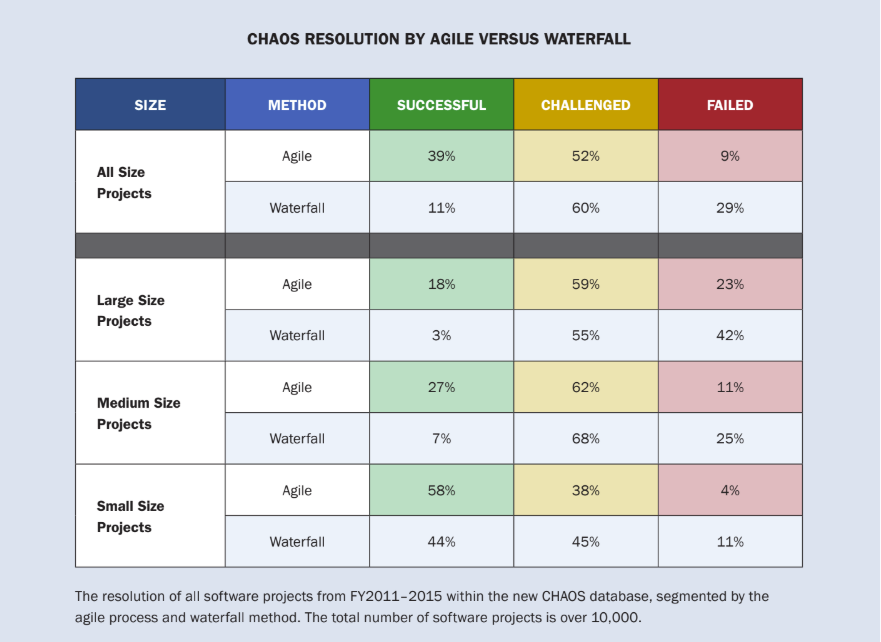 CHAOS RESOLUTION BY AGILE VERSUS WATERFALL
SIZE METHOD SUCCESSFUL CHALLENGED FAILED
All Size
Projects
Agile 39% 52% 9%
Waterfall 11% 60% 29%
Large Size
Projects
Agile 18% 59% 23%
Waterfall 3% 55% 42%
Medium Size
Projects
Agile 27% 62% 11%
Waterfall 7% 68% 25%
Small Size
Projects
Agile 58% 38% 4%
Waterfall 44% 45% 11%
The resolution of all software projects from FY2011–2015 within the new CHAOS database, segmented by the
agile process and waterfall method. The total number of software projects is over 10,000.